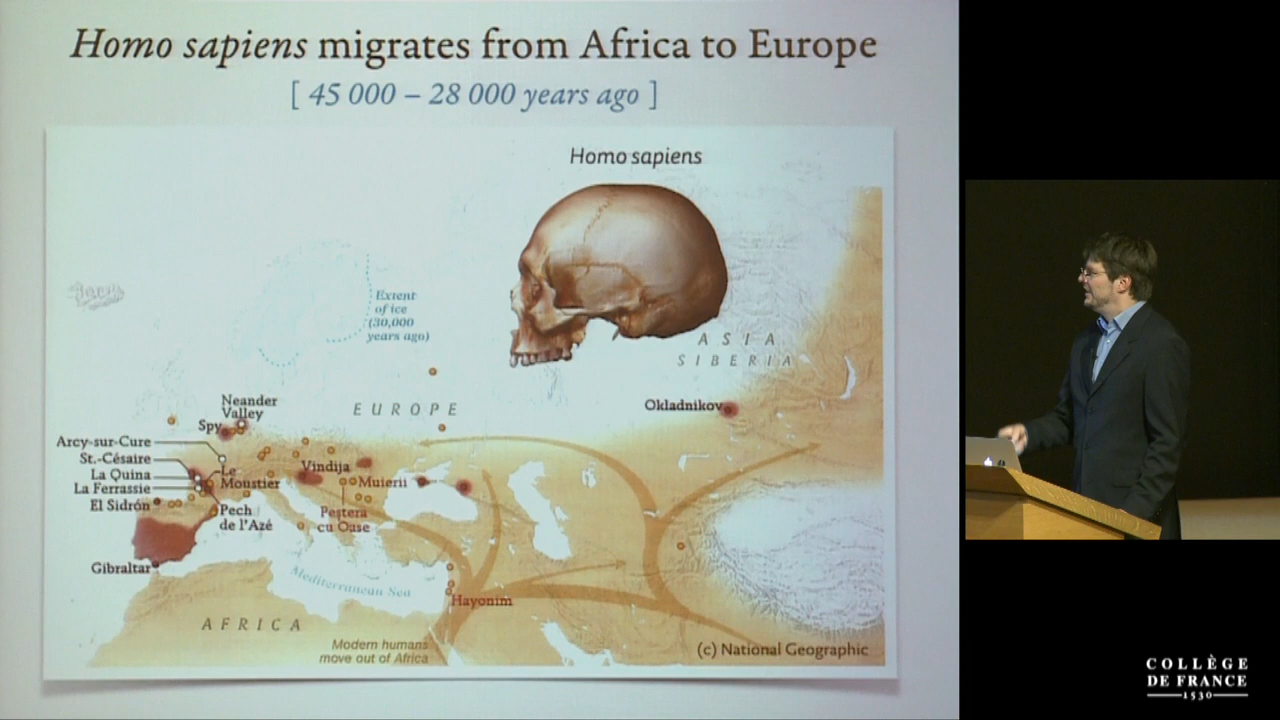 Homo sapiens migrates from Africa to Europe
[ 45 000 – 28 000 years ago ]
Homo sapiens
Extent
of ice
(30,000
years ago)
ASIA
SIBERIA
Neander
Valley
EUROPE
Okladnikov
Spy
Arcy-sur-Cure
St.-Césaire
La Quina
La Ferrassie
El Sidrón
Le
Moustier
Vindija
Muierii
Pech
de l'Azé
Peştera
cu Oase
Gibraltar
Mediterranean Sea
Hayonim
AFRICA
Modern humans
move out of Africa
(c) National Geographic
COLLÈGE
DE FRANCE
1530